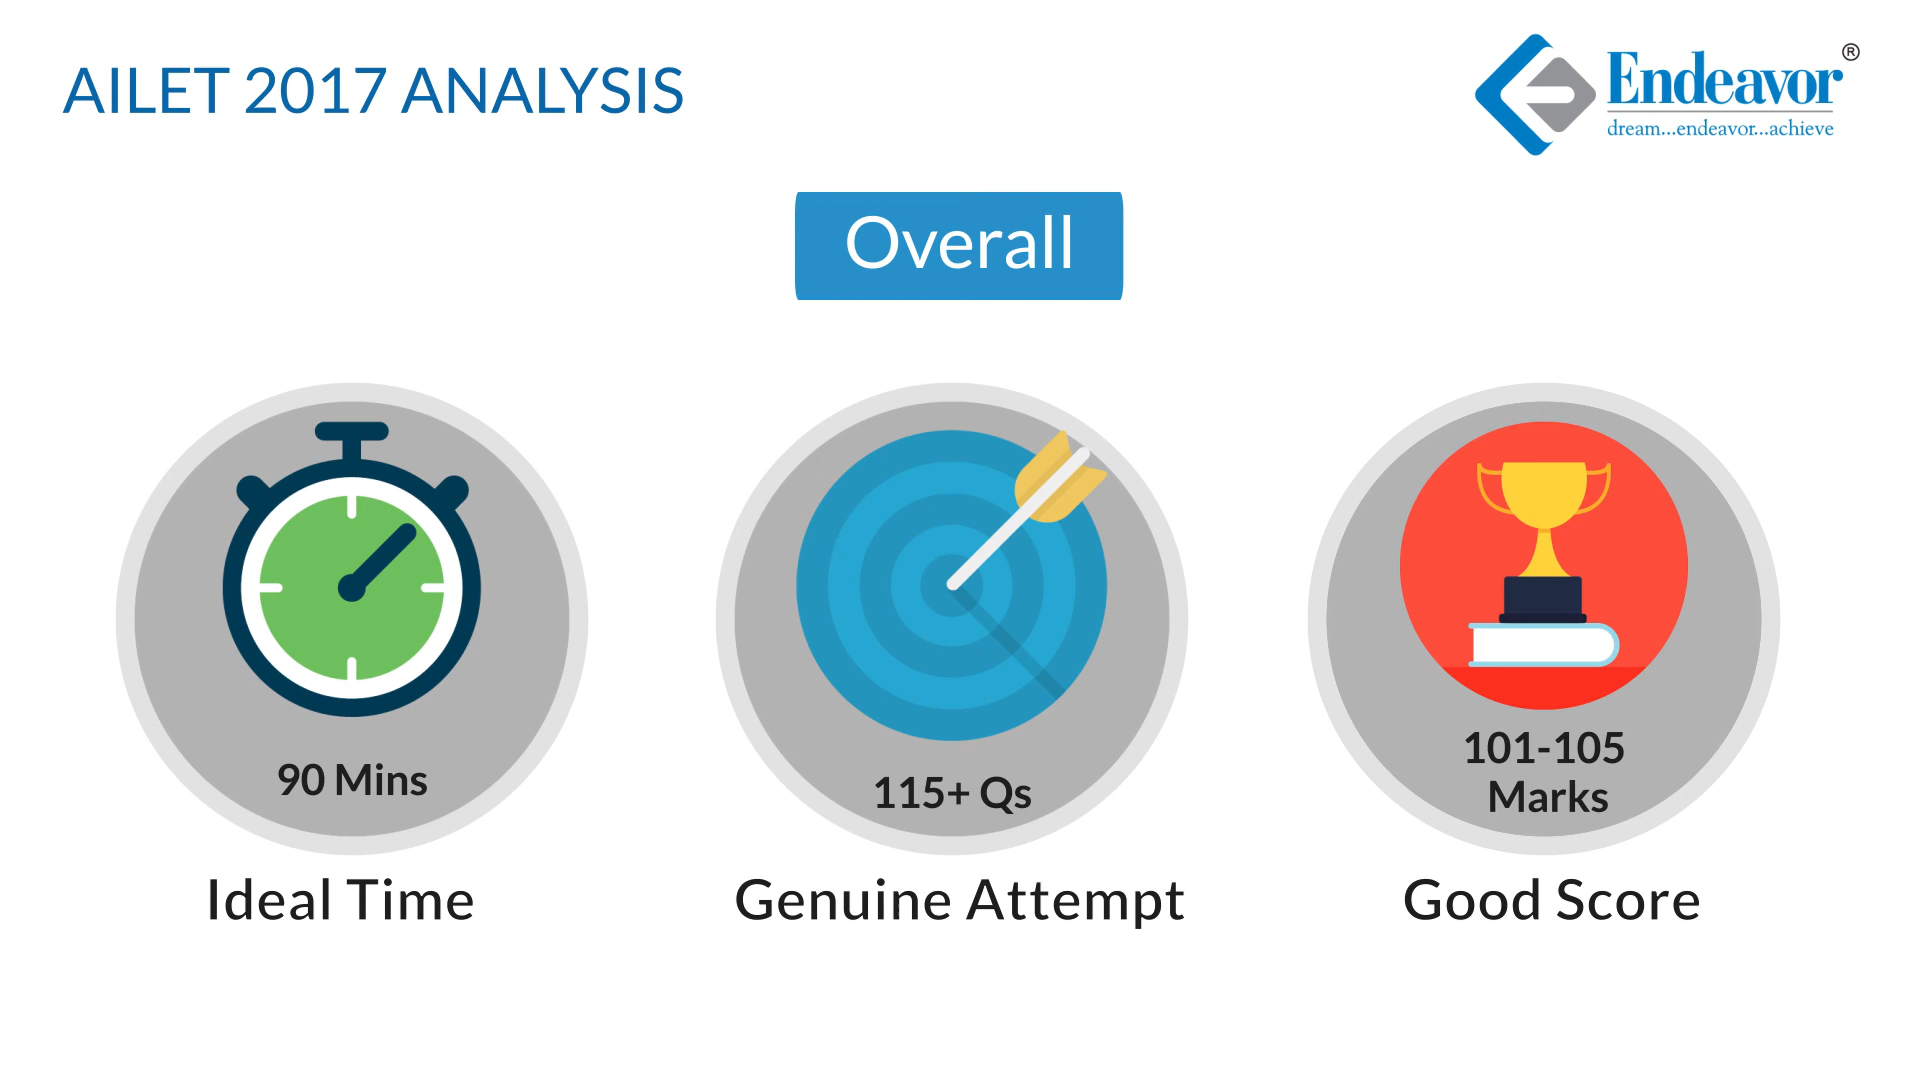 AILET 2017 ANALYSIS
Endeavor®
dream...endeavor...achieve
Overall
90 Mins
115+ Qs
101-105
Marks
Ideal Time
Genuine Attempt
Good Score